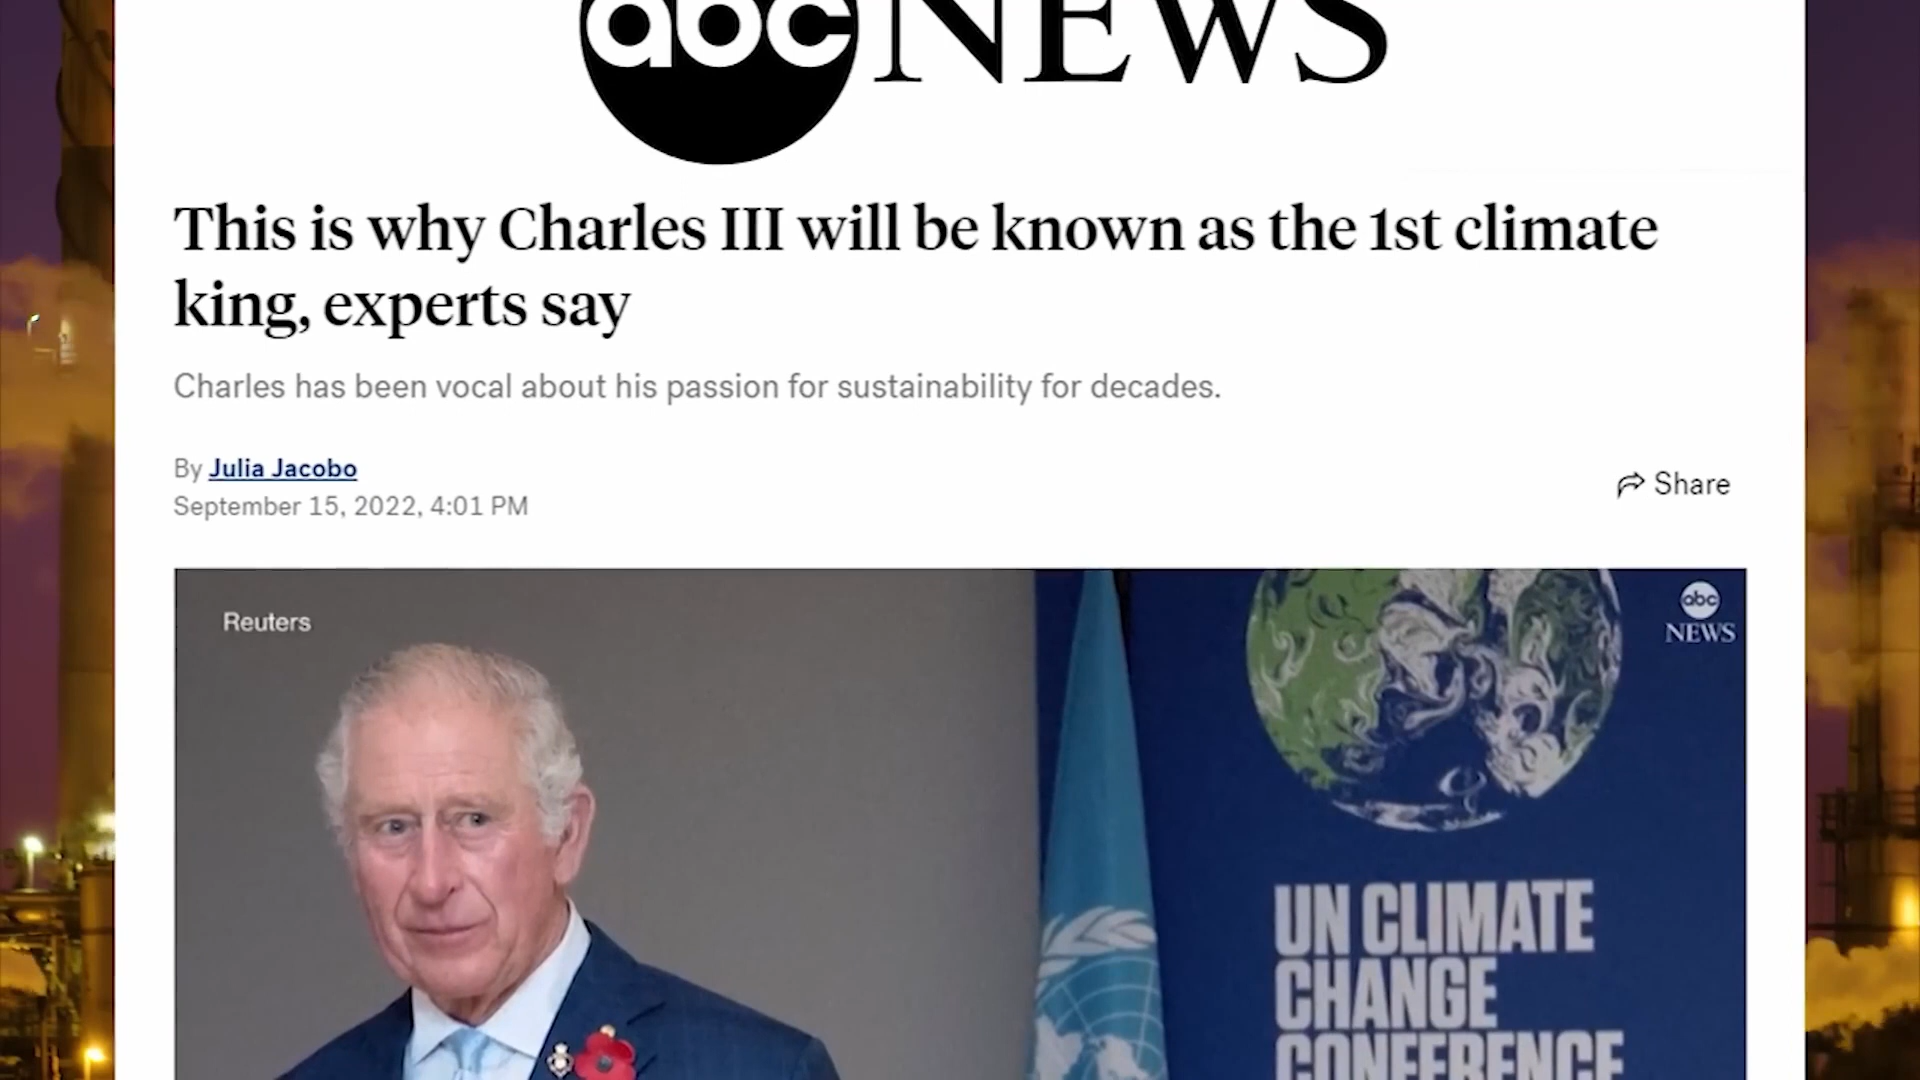 abc NEWS
This is why Charles III will be known as the 1st climate
king, experts say
Charles has been vocal about his passion for sustainability for decades.
By Julia Jacobo
September 15, 2022, 4:01 PM
Share
Reuters
abc
NEWS
UN CLIMATE
CHANGE
CONFERENCE